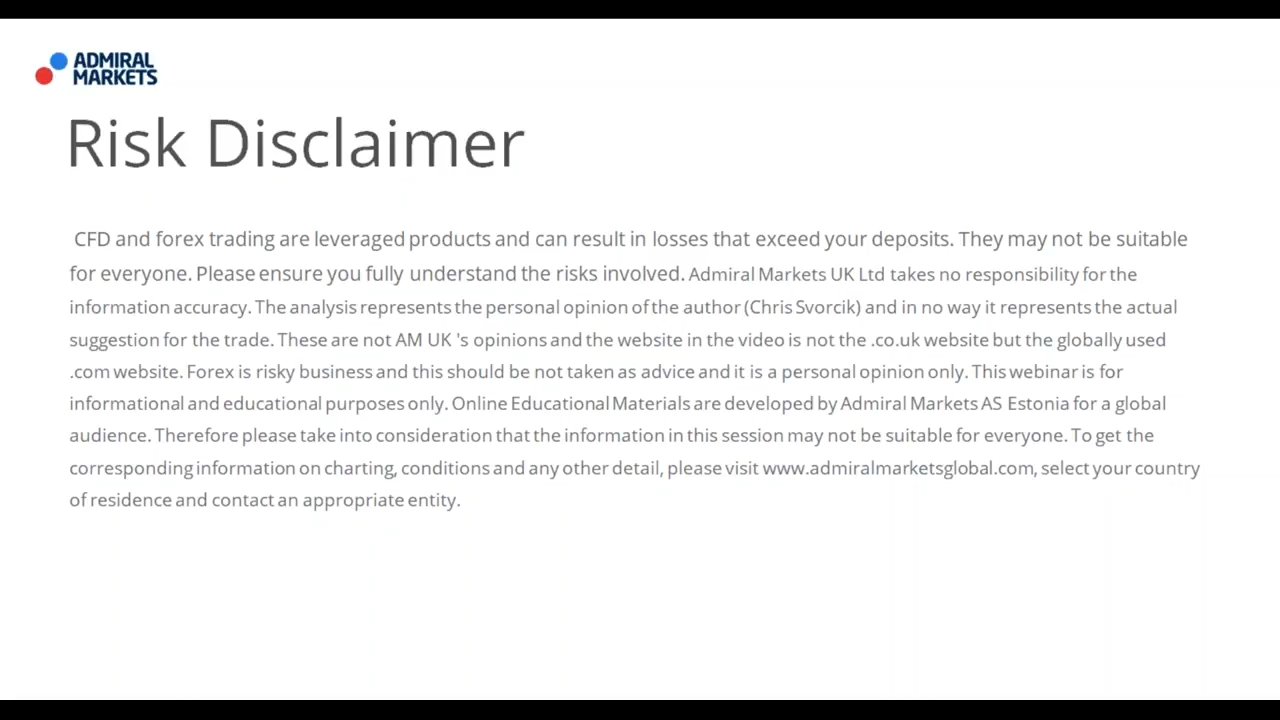 ADMIRAL
MARKETS
Risk Disclaimer
CFD and forex trading are leveraged products and can result in losses that exceed your deposits. They may not be suitable
for everyone. Please ensure you fully understand the risks involved. Admiral Markets UK Ltd takes no responsibility for the
information accuracy. The analysis represents the personal opinion of the author (Chris Svorcik) and in no way it represents the actual
suggestion for the trade. These are not AM UK 's opinions and the website in the video is not the .co.uk website but the globally used
.com website. Forex is risky business and this should be not taken as advice and it is a personal opinion only. This webinar is for
informational and educational purposes only. Online Educational Materials are developed by Admiral Markets AS Estonia for a global
audience. Therefore please take into consideration that the information in this session may not be suitable for everyone. To get the
corresponding information on charting, conditions and any other detail, please visit www.admiralmarketsglobal.com, select your country
of residence and contact an appropriate entity.